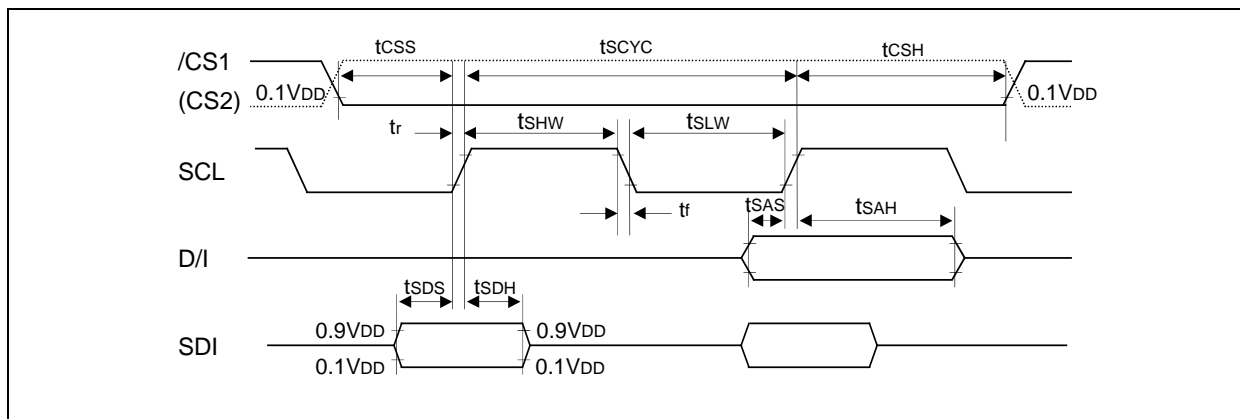 tCSS tSCYC tCSH
/CS1
(CS2) 0.1VDD 0.1VDD
tr tSHW tSLW
SCL
tf tSAS tSAH
D/I
tSDS tSDH
0.9VDD 0.9VDD
SDI
0.1VDD 0.1VDD